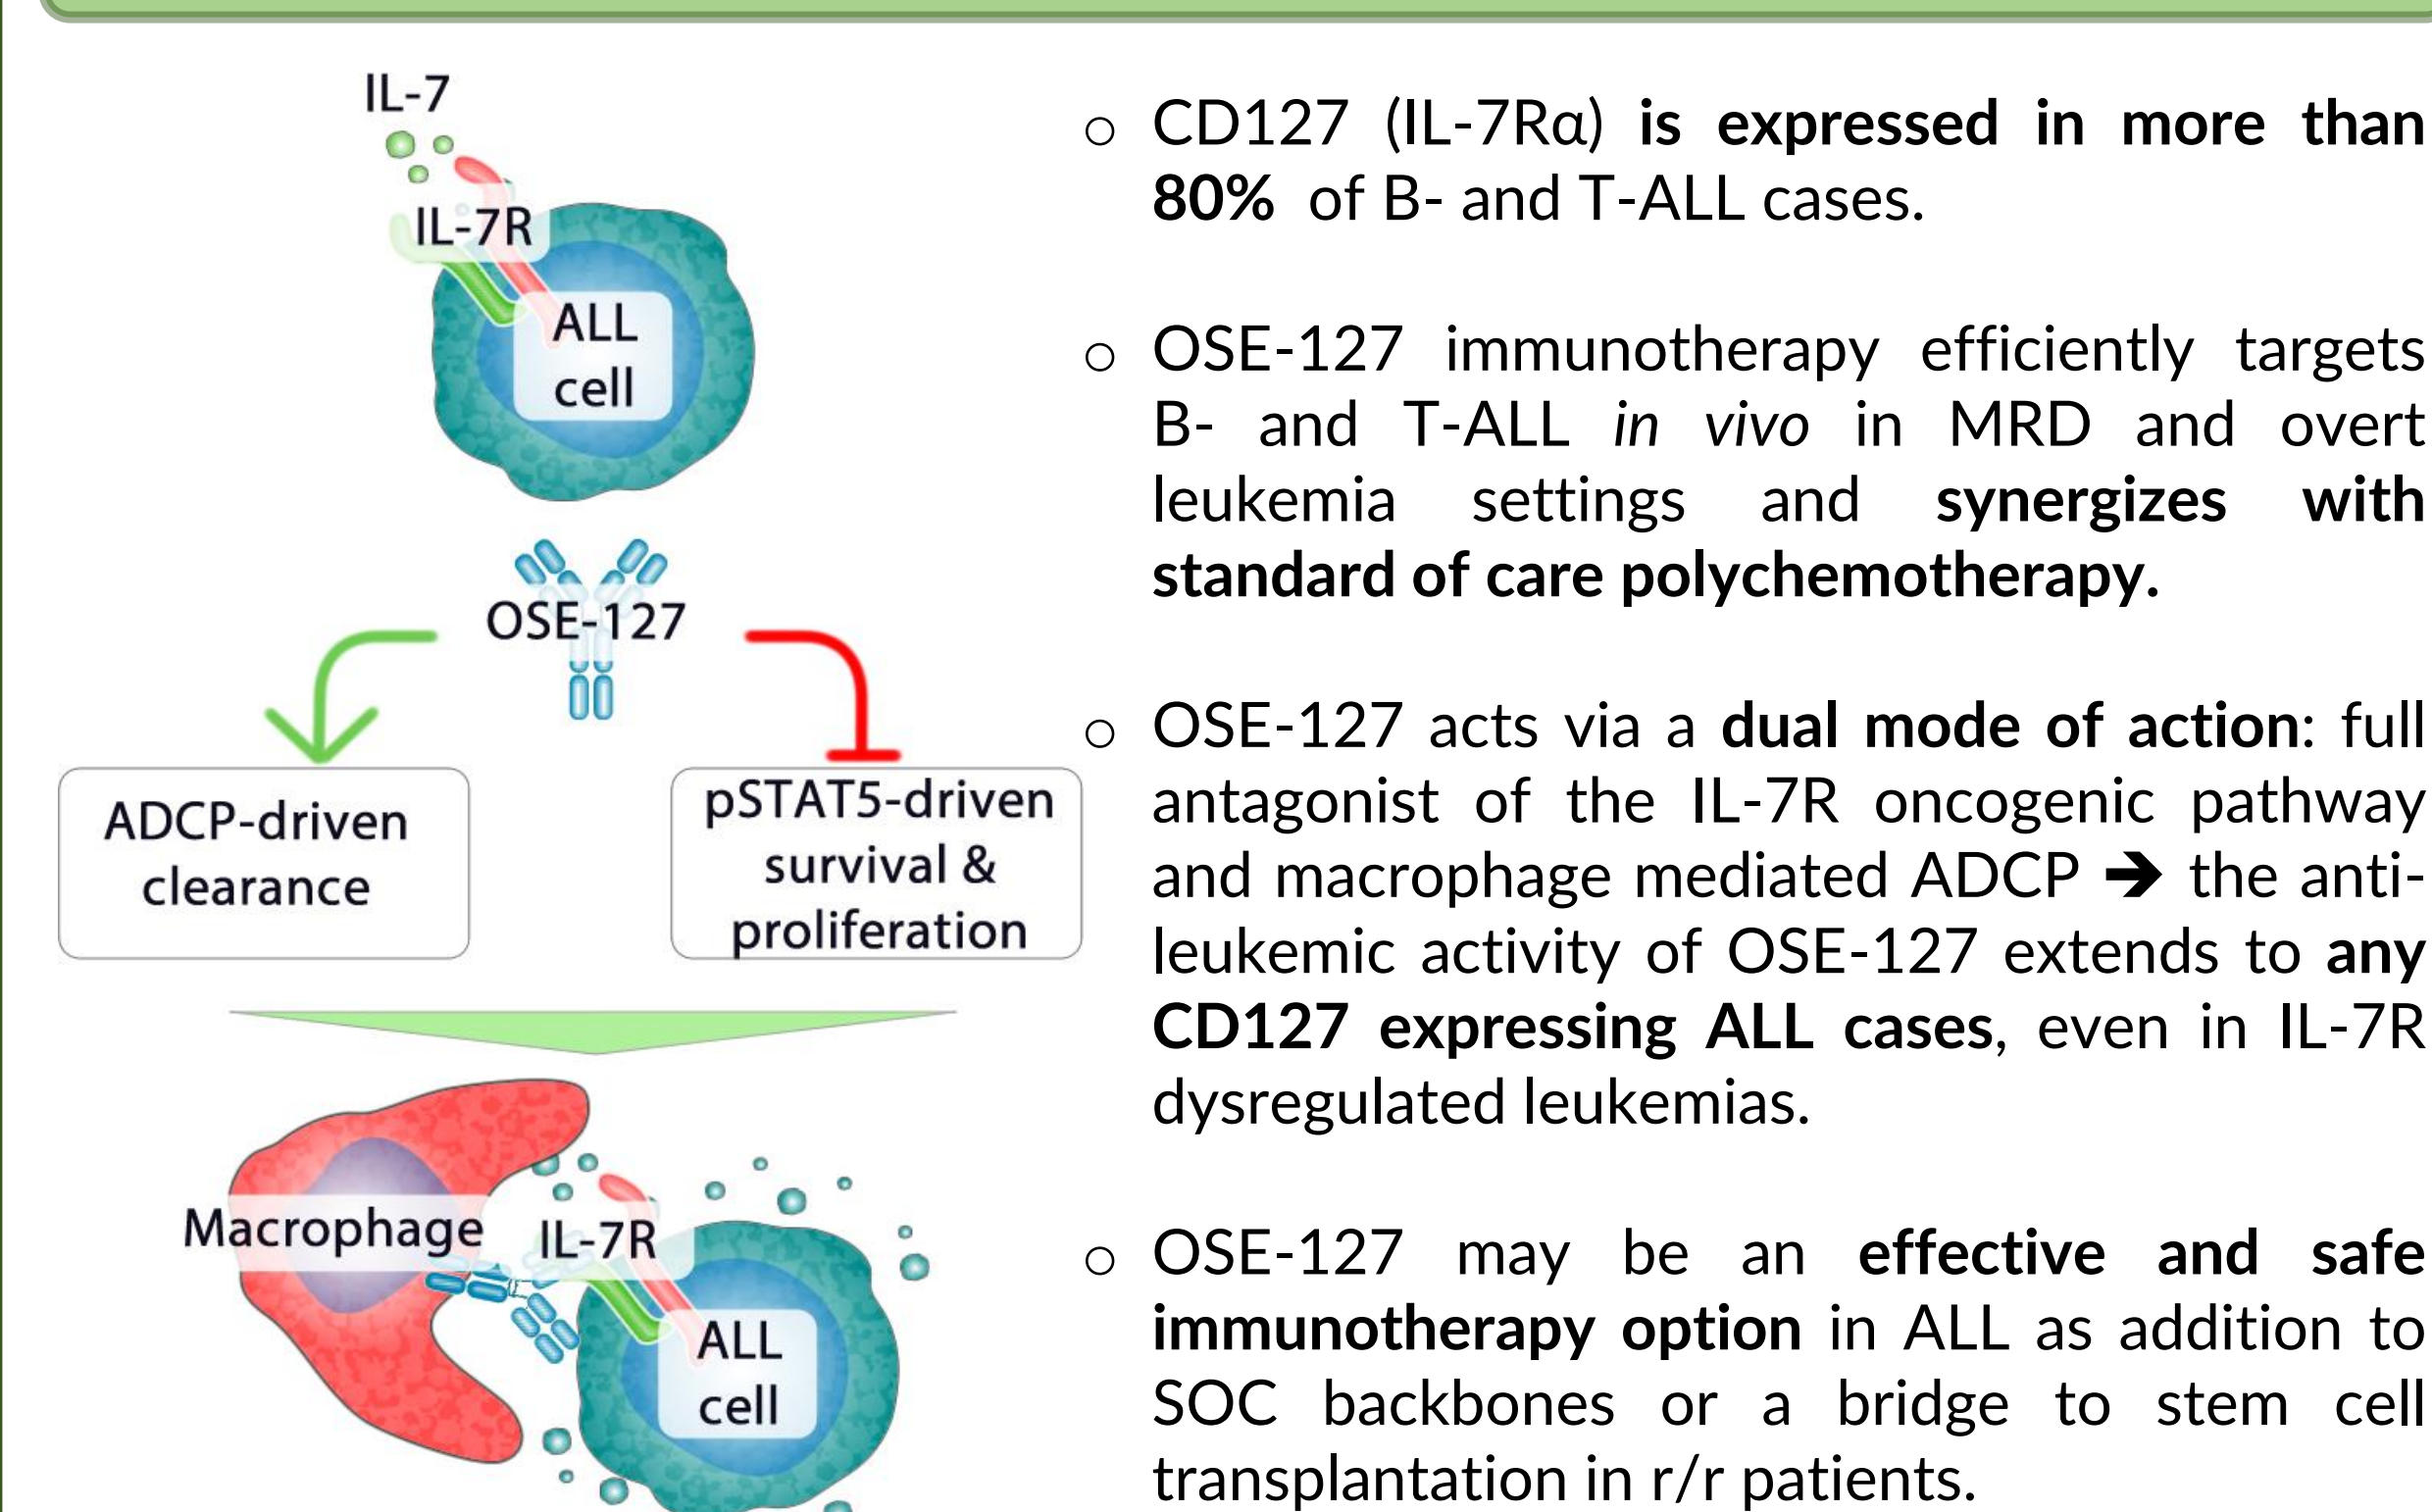 IL-7
IL-7R
ALL
cell
OSE-127
ADCP-driven
clearance
pSTAT5-driven
survival &
proliferation
Macrophage
IL-7R
ALL
cell
○ CD127 (IL-7Rα) is expressed in more than
80% of B- and T-ALL cases.
○ OSE-127 immunotherapy efficiently targets
B- and T-ALL in vivo in MRD and overt
leukemia settings and synergizes with
standard of care polychemotherapy.
○ OSE-127 acts via a dual mode of action: full
antagonist of the IL-7R oncogenic pathway
and macrophage mediated ADCP ➔ the anti-
leukemic activity of OSE-127 extends to any
CD127 expressing ALL cases, even in IL-7R
dysregulated leukemias.
○ OSE-127 may be an effective and safe
immunotherapy option in ALL as addition to
SOC backbones or a bridge to stem cell
transplantation in r/r patients.